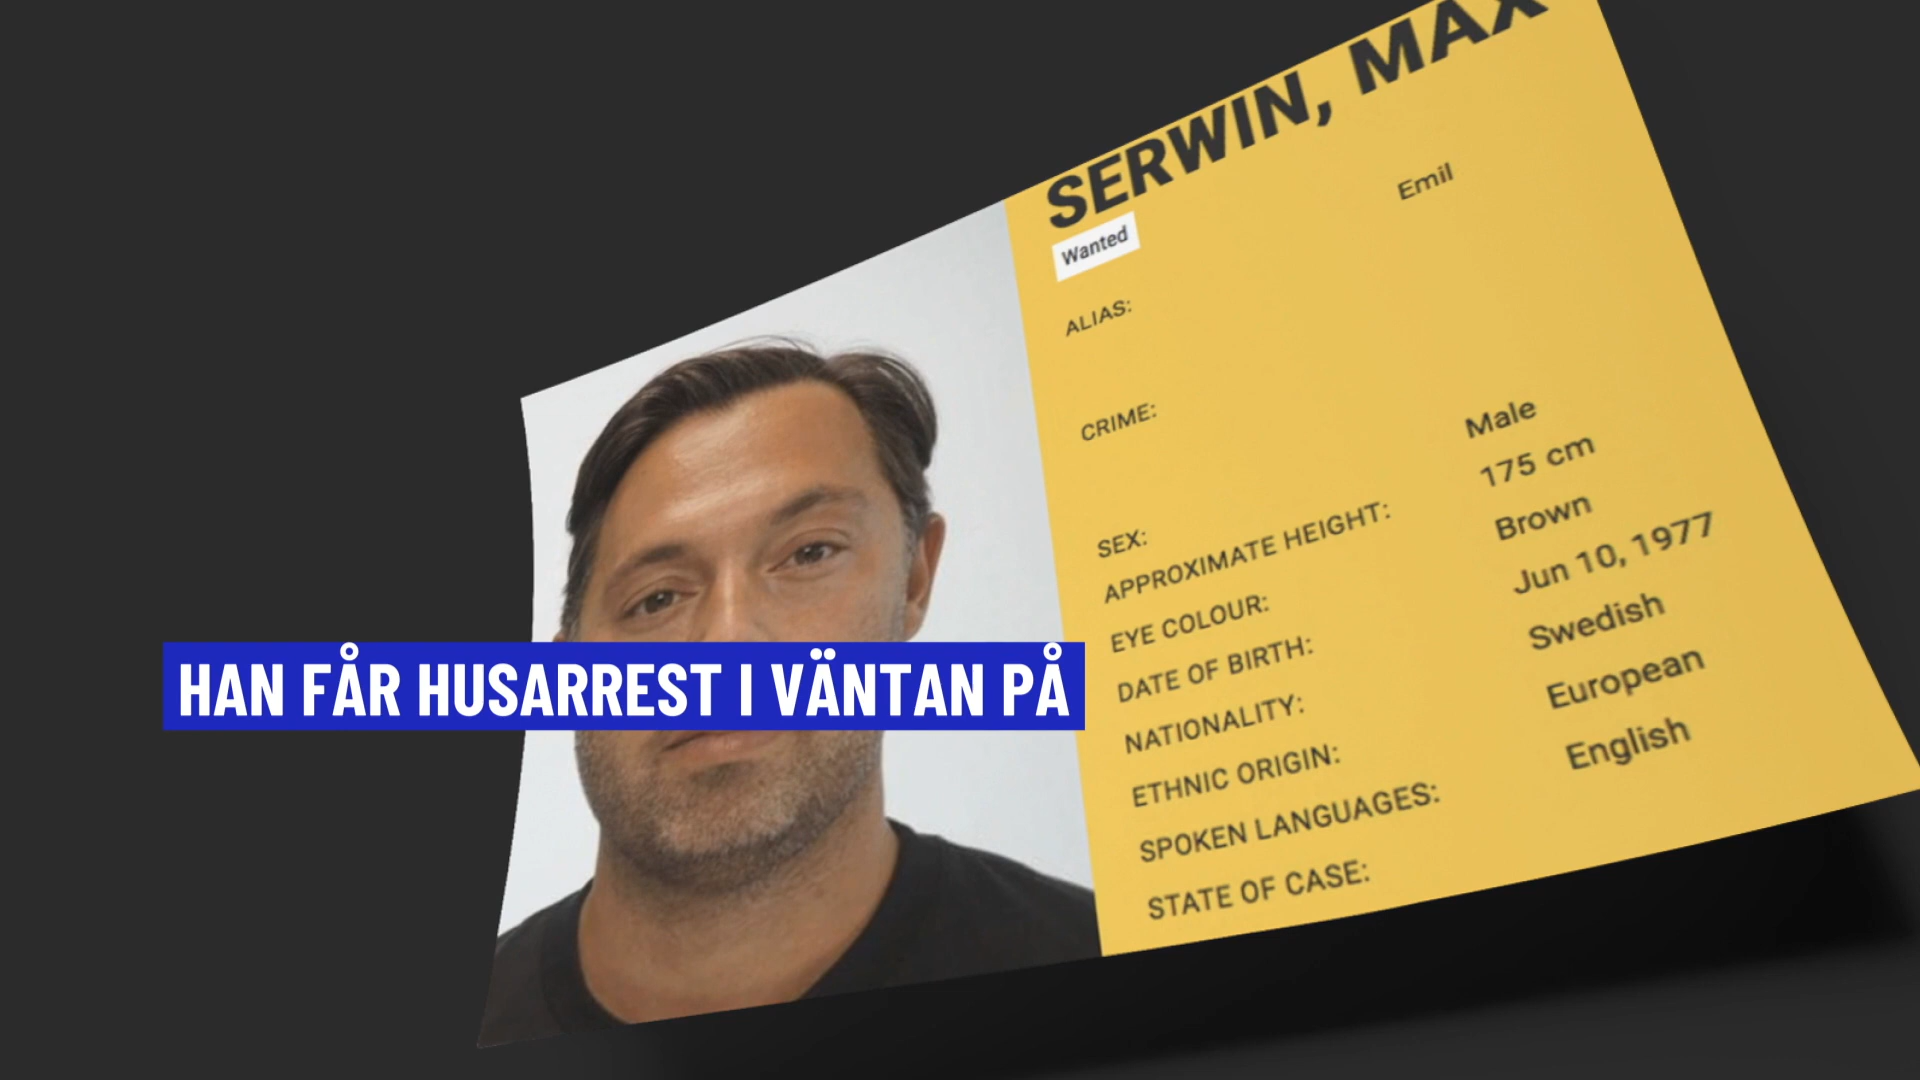 SERWIN, MAX
Emil
Wanted
ALIAS:
CRIME:
SEX: Male
APPROXIMATE HEIGHT: 175 cm
EYE COLOUR: Brown
DATE OF BIRTH: Jun 10, 1977
NATIONALITY: Swedish
ETHNIC ORIGIN: European
SPOKEN LANGUAGES: English
STATE OF CASE:
HAN FÅR HUSARREST I VÄNTAN PÅ